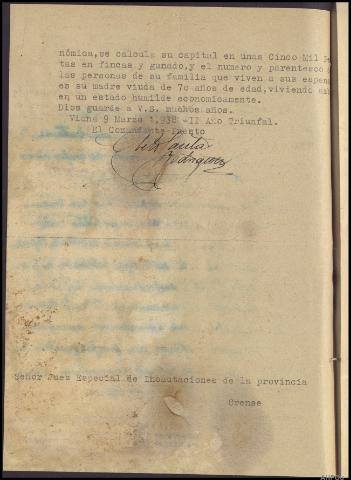 nómica,se calcula su capital en unas Cinco Mil Pe
tas en fincas y ganado,y el numero y parentesco
las personas de su familia que viven a sus expen
es su madre viuda de 70 años de edad,viviendo
en un estado humilde economicamente.
Dios guarde a V.S. muchos años.
Viana 9 Marzo 1.938 -II Año Triunfal.
El Comandante Puesto
Señor Juez Especial de Incautaciones de la provincia
Orense